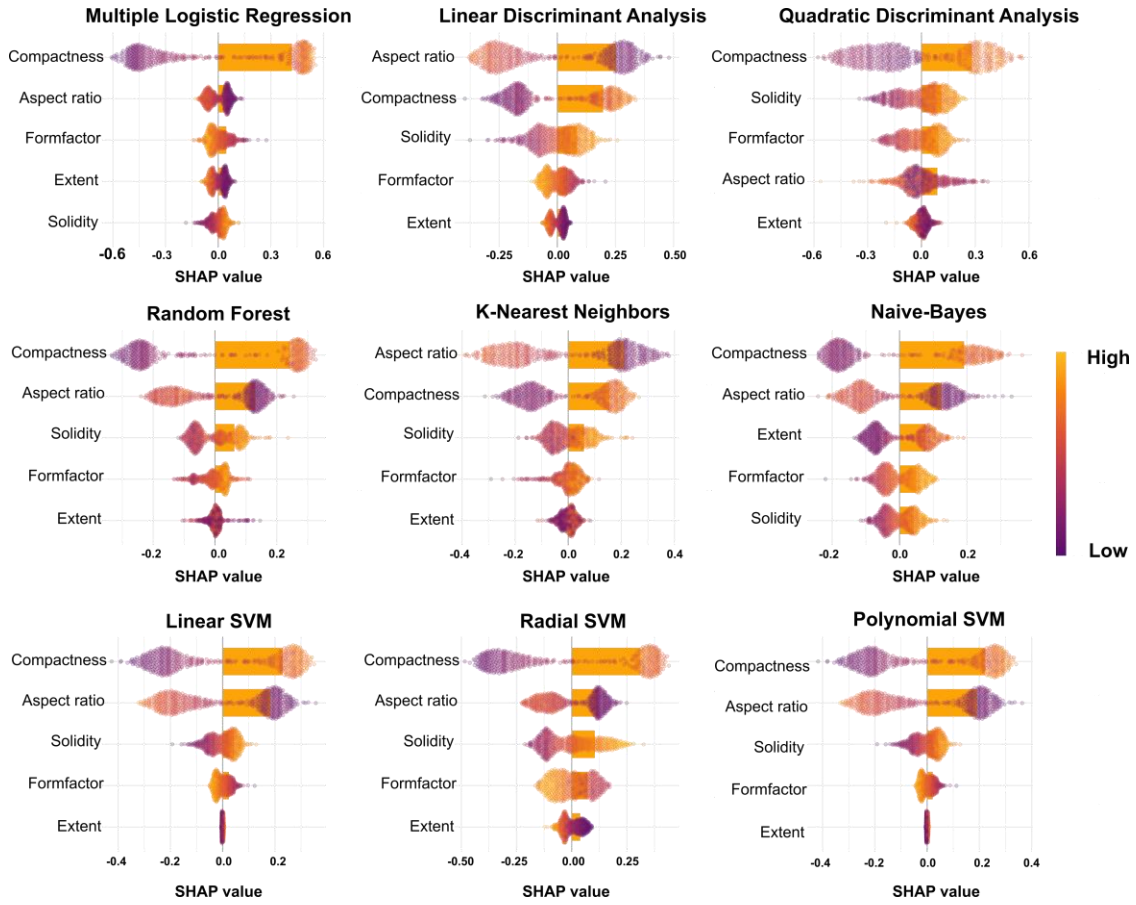 Multiple Logistic Regression
Compactness
Aspect ratio
Formfactor
Extent
Solidity
-0.6 -0.3 0.0 0.3 0.6
SHAP value
Linear Discriminant Analysis
Aspect ratio
Compactness
Solidity
Formfactor
Extent
-0.50 -0.25 0.00 0.25 0.50
SHAP value
Quadratic Discriminant Analysis
Compactness
Solidity
Formfactor
Aspect ratio
Extent
-0.6 -0.3 0.0 0.3 0.6
SHAP value
Random Forest
Compactness
Aspect ratio
Solidity
Formfactor
Extent
-0.2 0.0 0.2
SHAP value
K-Nearest Neighbors
Aspect ratio
Compactness
Solidity
Formfactor
Extent
-0.4 -0.2 0.0 0.2 0.4
SHAP value
Naive-Bayes
Compactness
Aspect ratio
Extent
Formfactor
Solidity
-0.2 0.0 0.2
SHAP value
High
Low
Linear SVM
Compactness
Aspect ratio
Solidity
Formfactor
Extent
-0.4 -0.2 0.0 0.2
SHAP value
Radial SVM
Compactness
Aspect ratio
Solidity
Formfactor
Extent
-0.50 -0.25 0.00 0.25
SHAP value
Polynomial SVM
Compactness
Aspect ratio
Solidity
Formfactor
Extent
-0.4 -0.2 0.0 0.2 0.4
SHAP value